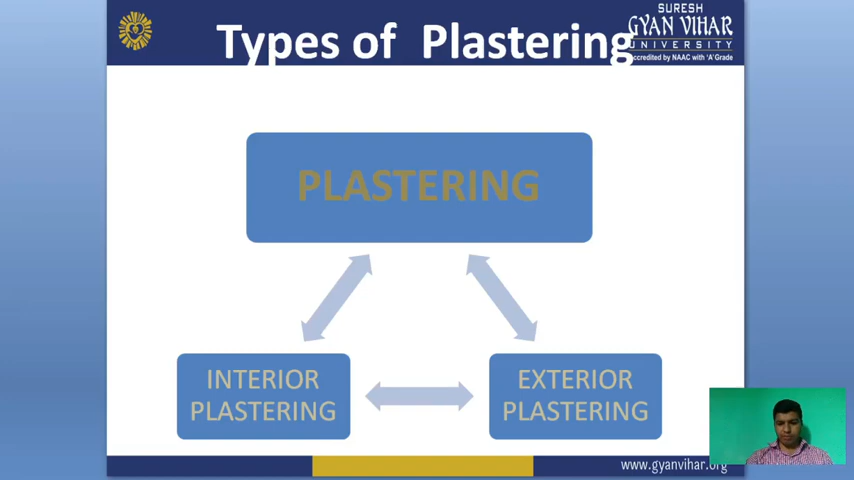 Types of  Plastering
SURESH
GYAN VIHAR
UNIVERSITY
Accredited by NAAC with 'A' Grade
PLASTERING
INTERIOR
PLASTERING
EXTERIOR
PLASTERING
www.gyanvihar.org